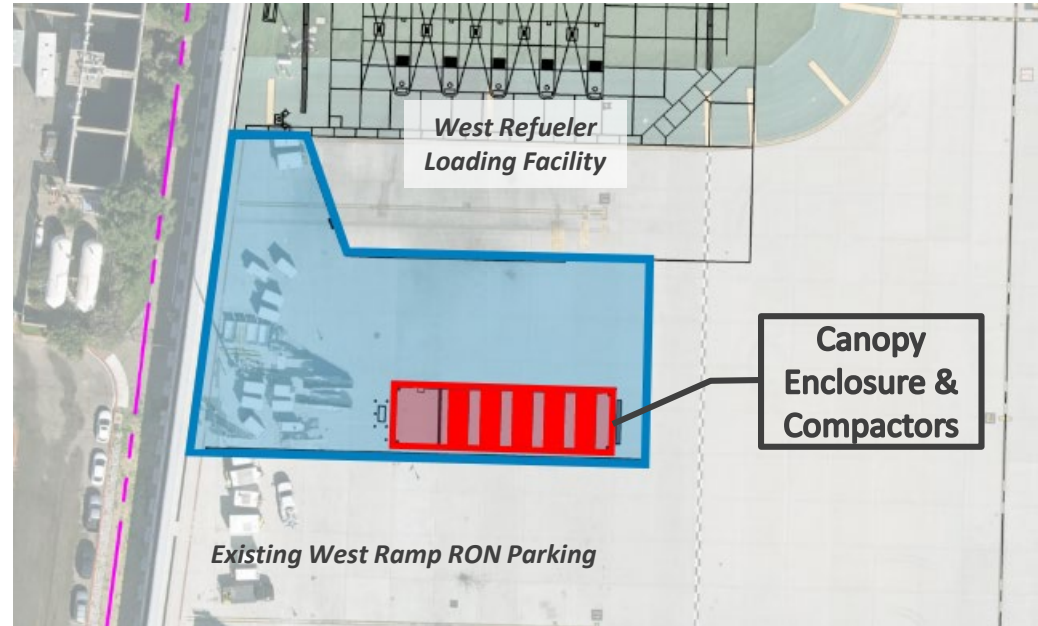 West Refueler
Loading Facility
Canopy
Enclosure &
Compactors
Existing West Ramp RON Parking